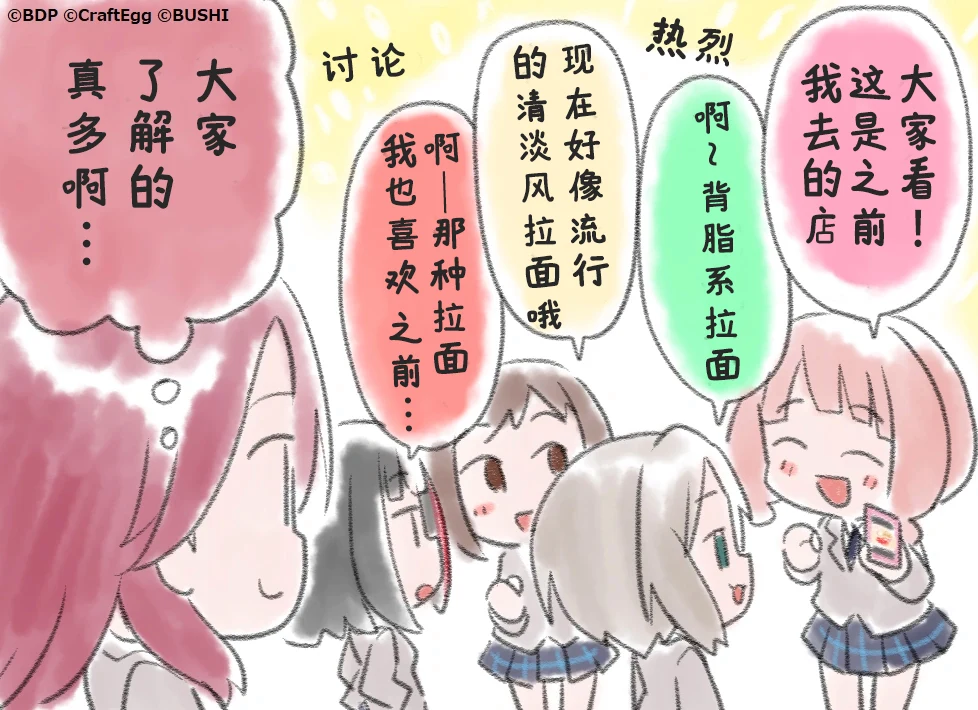 ©BDP ©CraftEgg ©BUSHI
大家看！
这是之前
我去的店
热烈
啊～背脂系拉面
现在好像流行
的清淡风拉面哦
讨论
啊—那种拉面
我也喜欢之前…
大家
了解的
真多啊…